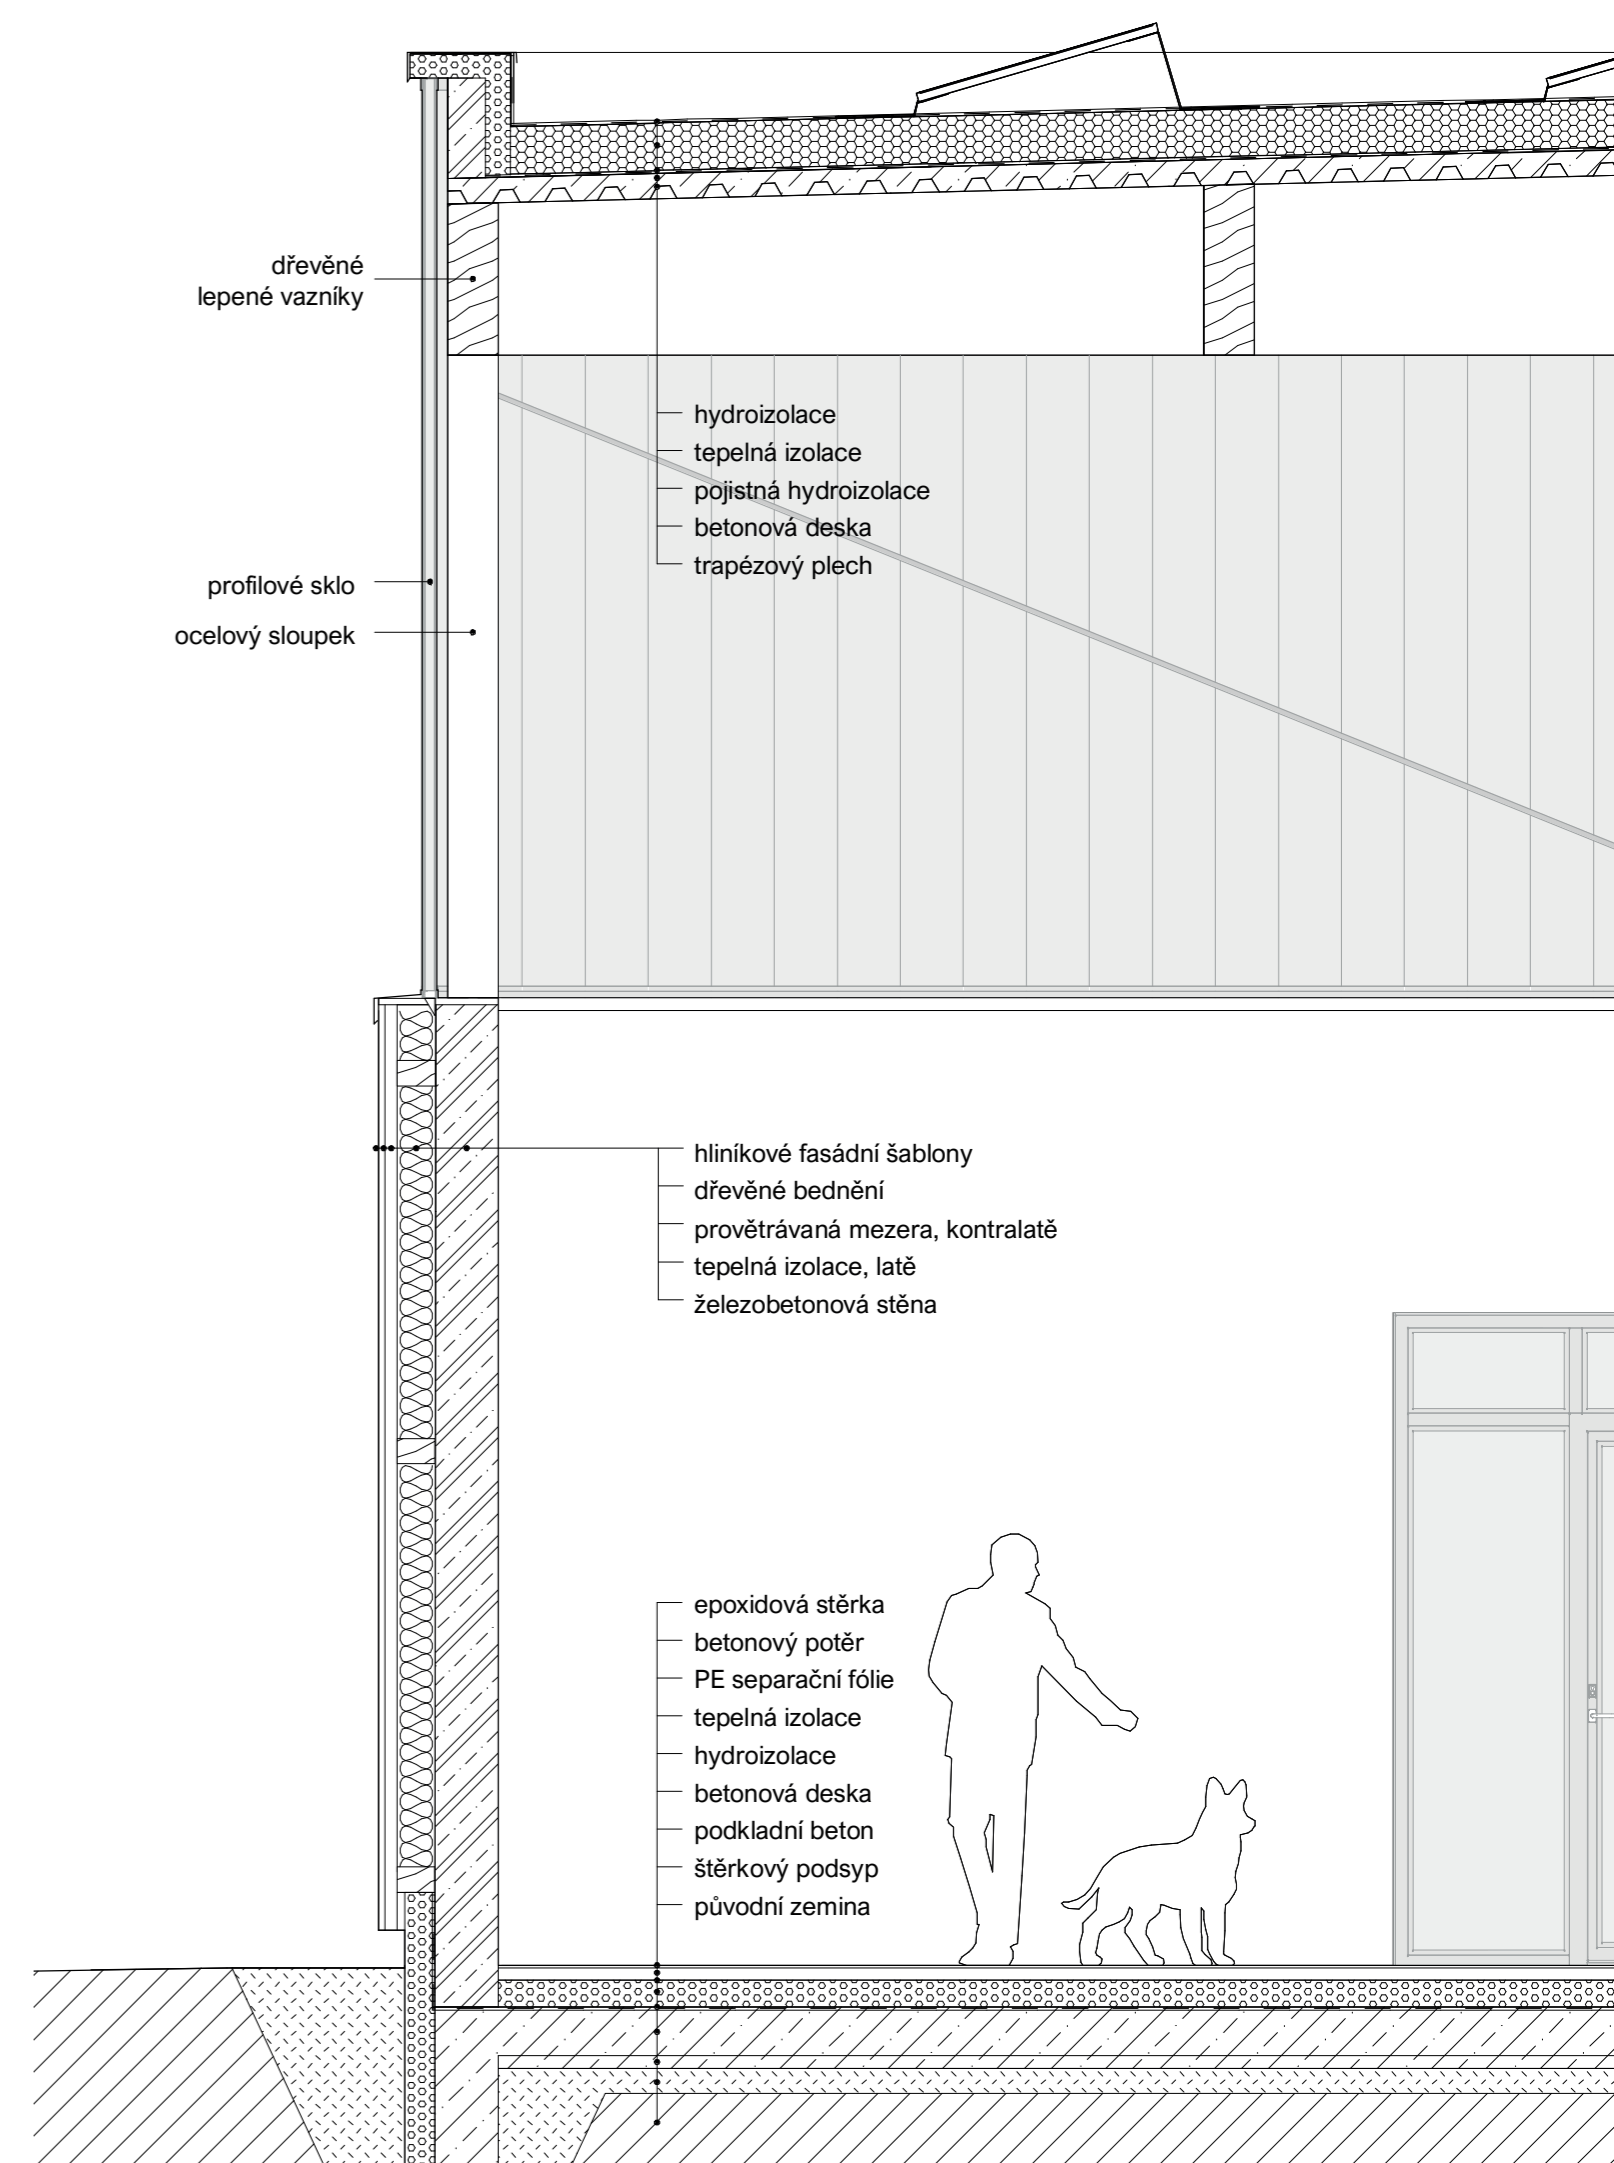 dřevěné
lepené vazníky
hydroizolace
tepelná izolace
pojistná hydroizolace
betonová deska
trapézový plech
profilové sklo
ocelový sloupek
hliníkové fasádní šablony
dřevěné bednění
provětrávaná mezera, kontralatě
tepelná izolace, latě
železobetonová stěna
epoxidová stěrka
betonový potěr
PE separační fólie
tepelná izolace
hydroizolace
betonová deska
podkladní beton
štěrkový podsyp
původní zemina